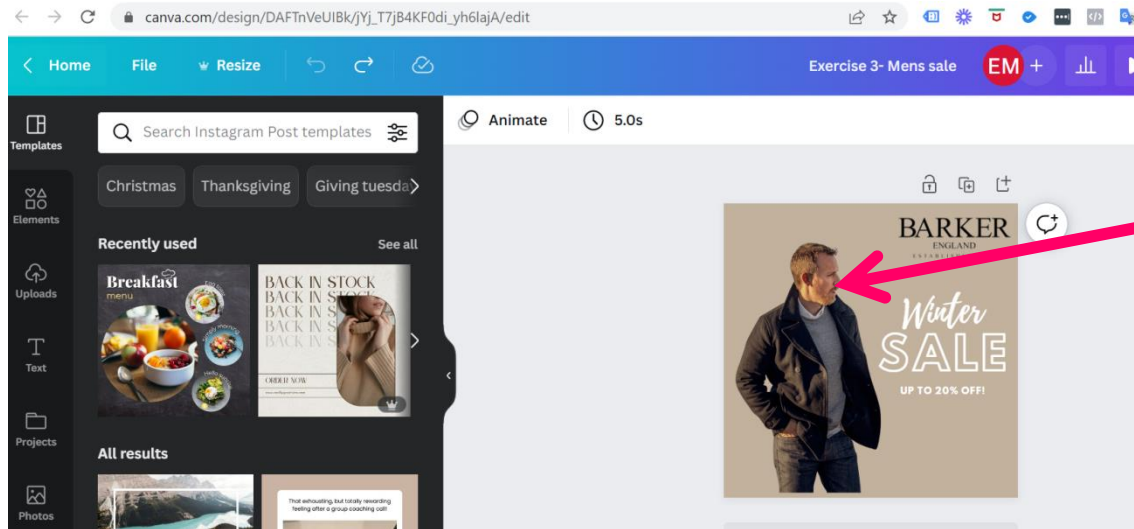 canva.com/design/DAFTnVeUIBk/jYj_T7jB4KF0di_yh6lajA/edit
Home File Resize Exercise 3- Mens sale EM
Templates
Search Instagram Post templates
Animate 5.0s
Christmas Thanksgiving Giving tuesda
Elements
Recently used See all
Uploads
Breakfast
menu
BACK IN STOCK
BACK IN STOCK
BACK IN S
BACK IN S
BACK IN S
ORDER NOW
Text
Projects
All results
That exhausting, but totally rewarding
feeling after a group coaching call!
Photos
BARKER
ENGLAND
Winter
SALE
UP TO 20% OFF!